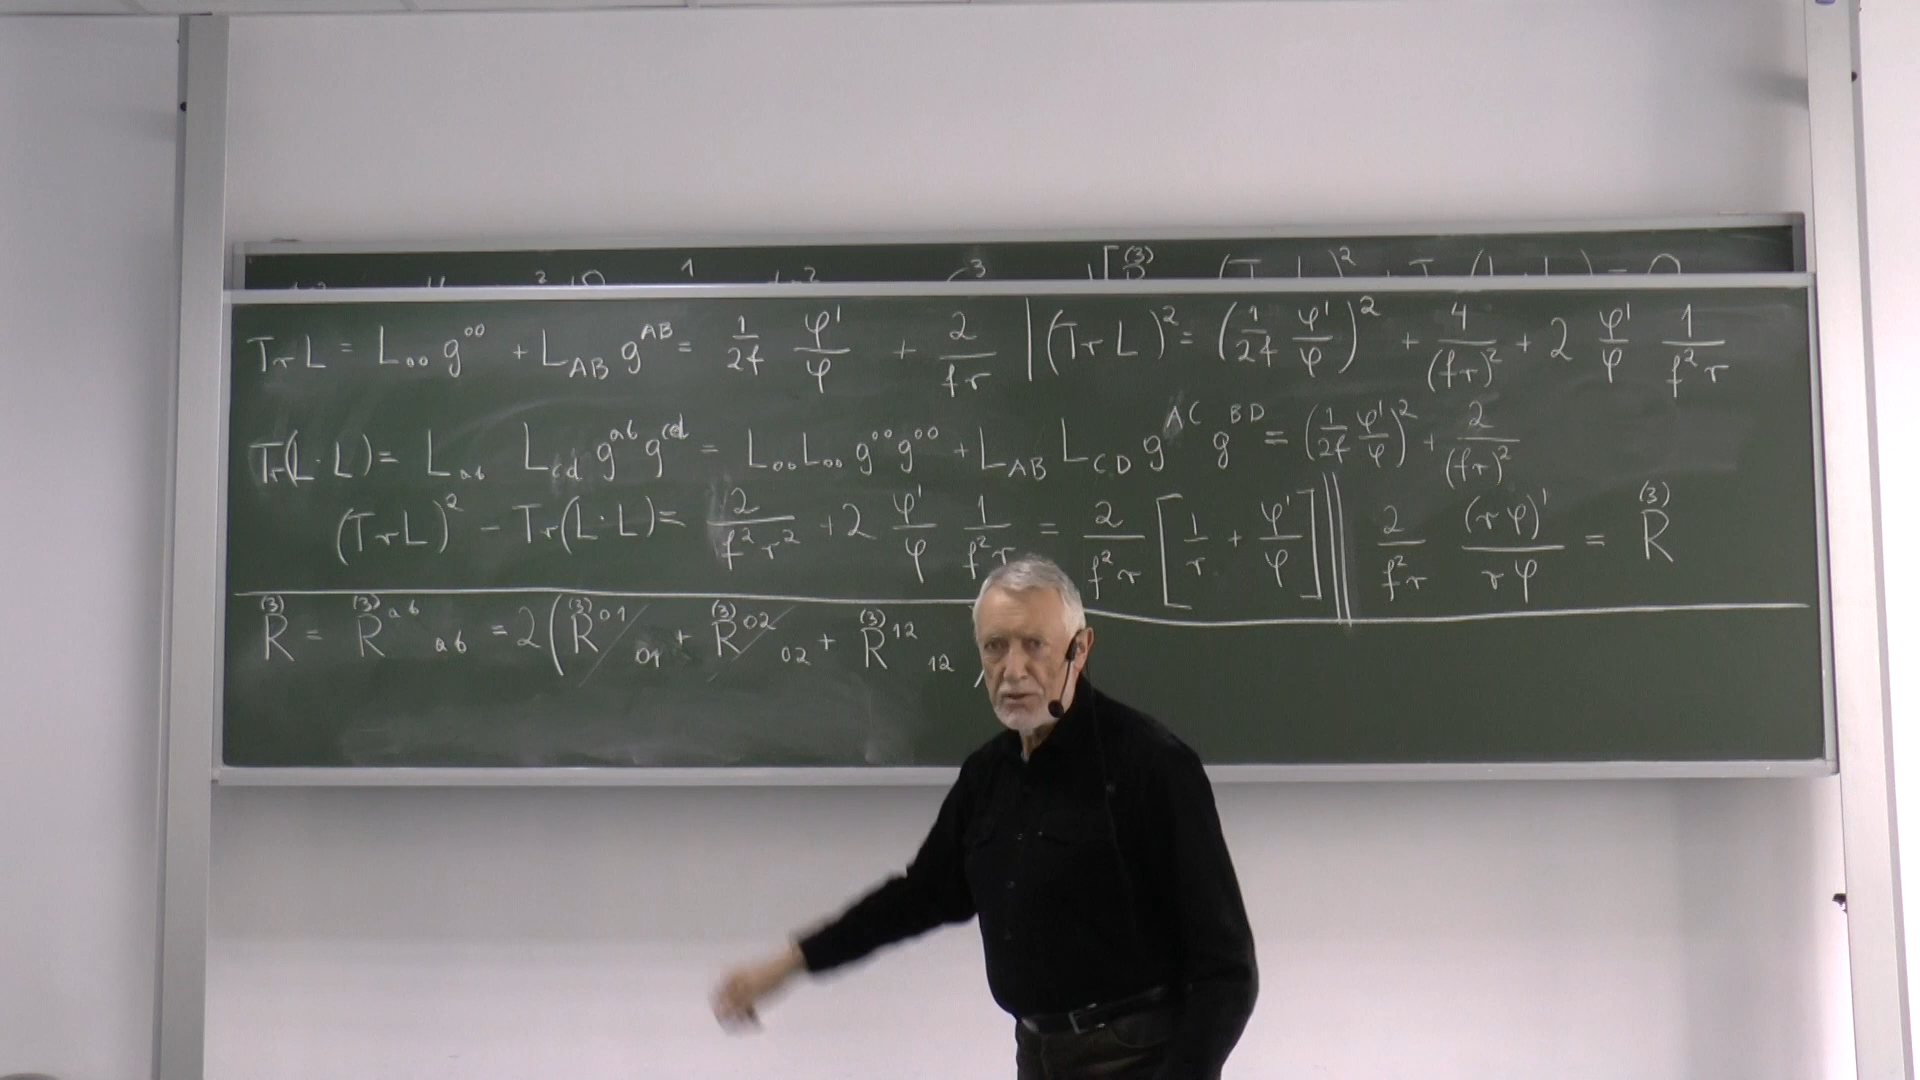 Tr L = L₀₀ g⁰⁰ + L_AB g^AB = 1/2f φ'/φ + 2/fr | (Tr L)² = (1/2f φ'/φ)² + 4/(fr)² + 2 φ'/φ 1/f²r
Tr(L·L) = L_ab L_cd g^ab g^cd = L₀₀L₀₀ g⁰⁰g⁰⁰ + L_AB L_CD g^AC g^BD = (1/2f φ'/φ)² + 2/(fr)²
(Tr L)² − Tr(L·L) = 2/f²r² + 2 φ'/φ 1/f²r = 2/f²r [1/r + φ'/φ] || 2/f²r (rφ)'/rφ = ⁽³⁾R
⁽³⁾R = ⁽³⁾R^ab_ab = 2(⁽³⁾R^01_01 + ⁽³⁾R^02_02 + ⁽³⁾R^12_12)